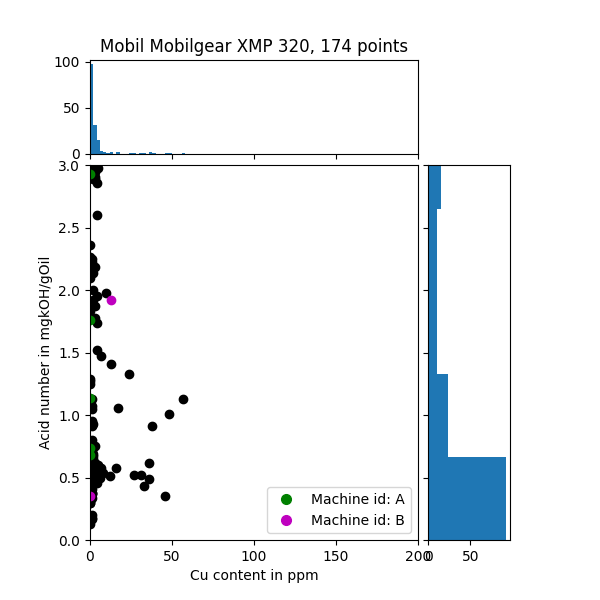 Mobil Mobilgear XMP 320, 174 points
100
50
0
3.0
2.5
2.0
1.5
1.0
0.5
0.0
Acid number in mgkOH/gOil
Machine id: A
Machine id: B
0 50 100 150 200 0 50
Cu content in ppm